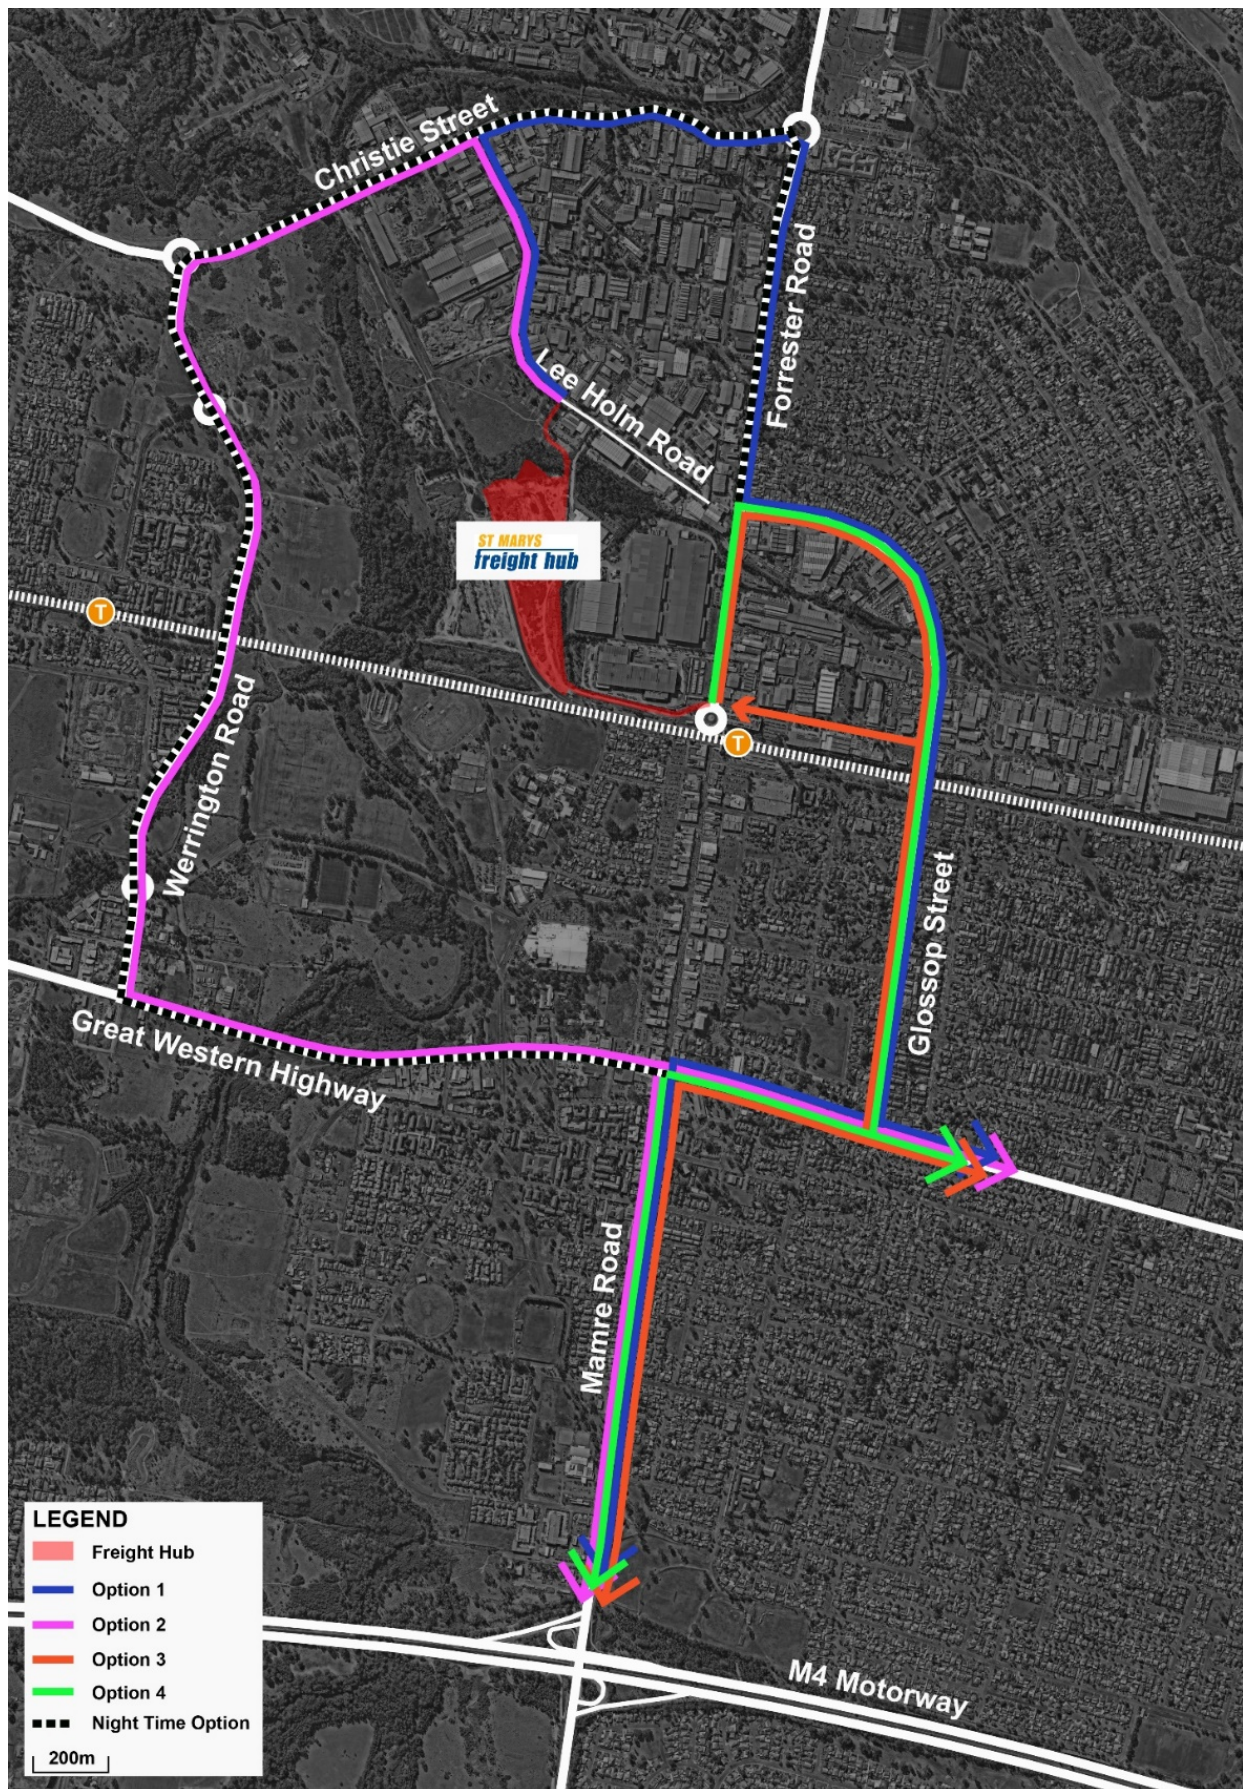 Christie Street
Forrester Road
Lee Holm Road
ST MARYS
freight hub
T
T
Werrington Road
Glossop Street
Great Western Highway
Mamre Road
LEGEND
Freight Hub
Option 1
Option 2
Option 3
Option 4
Night Time Option
200m
M4 Motorway